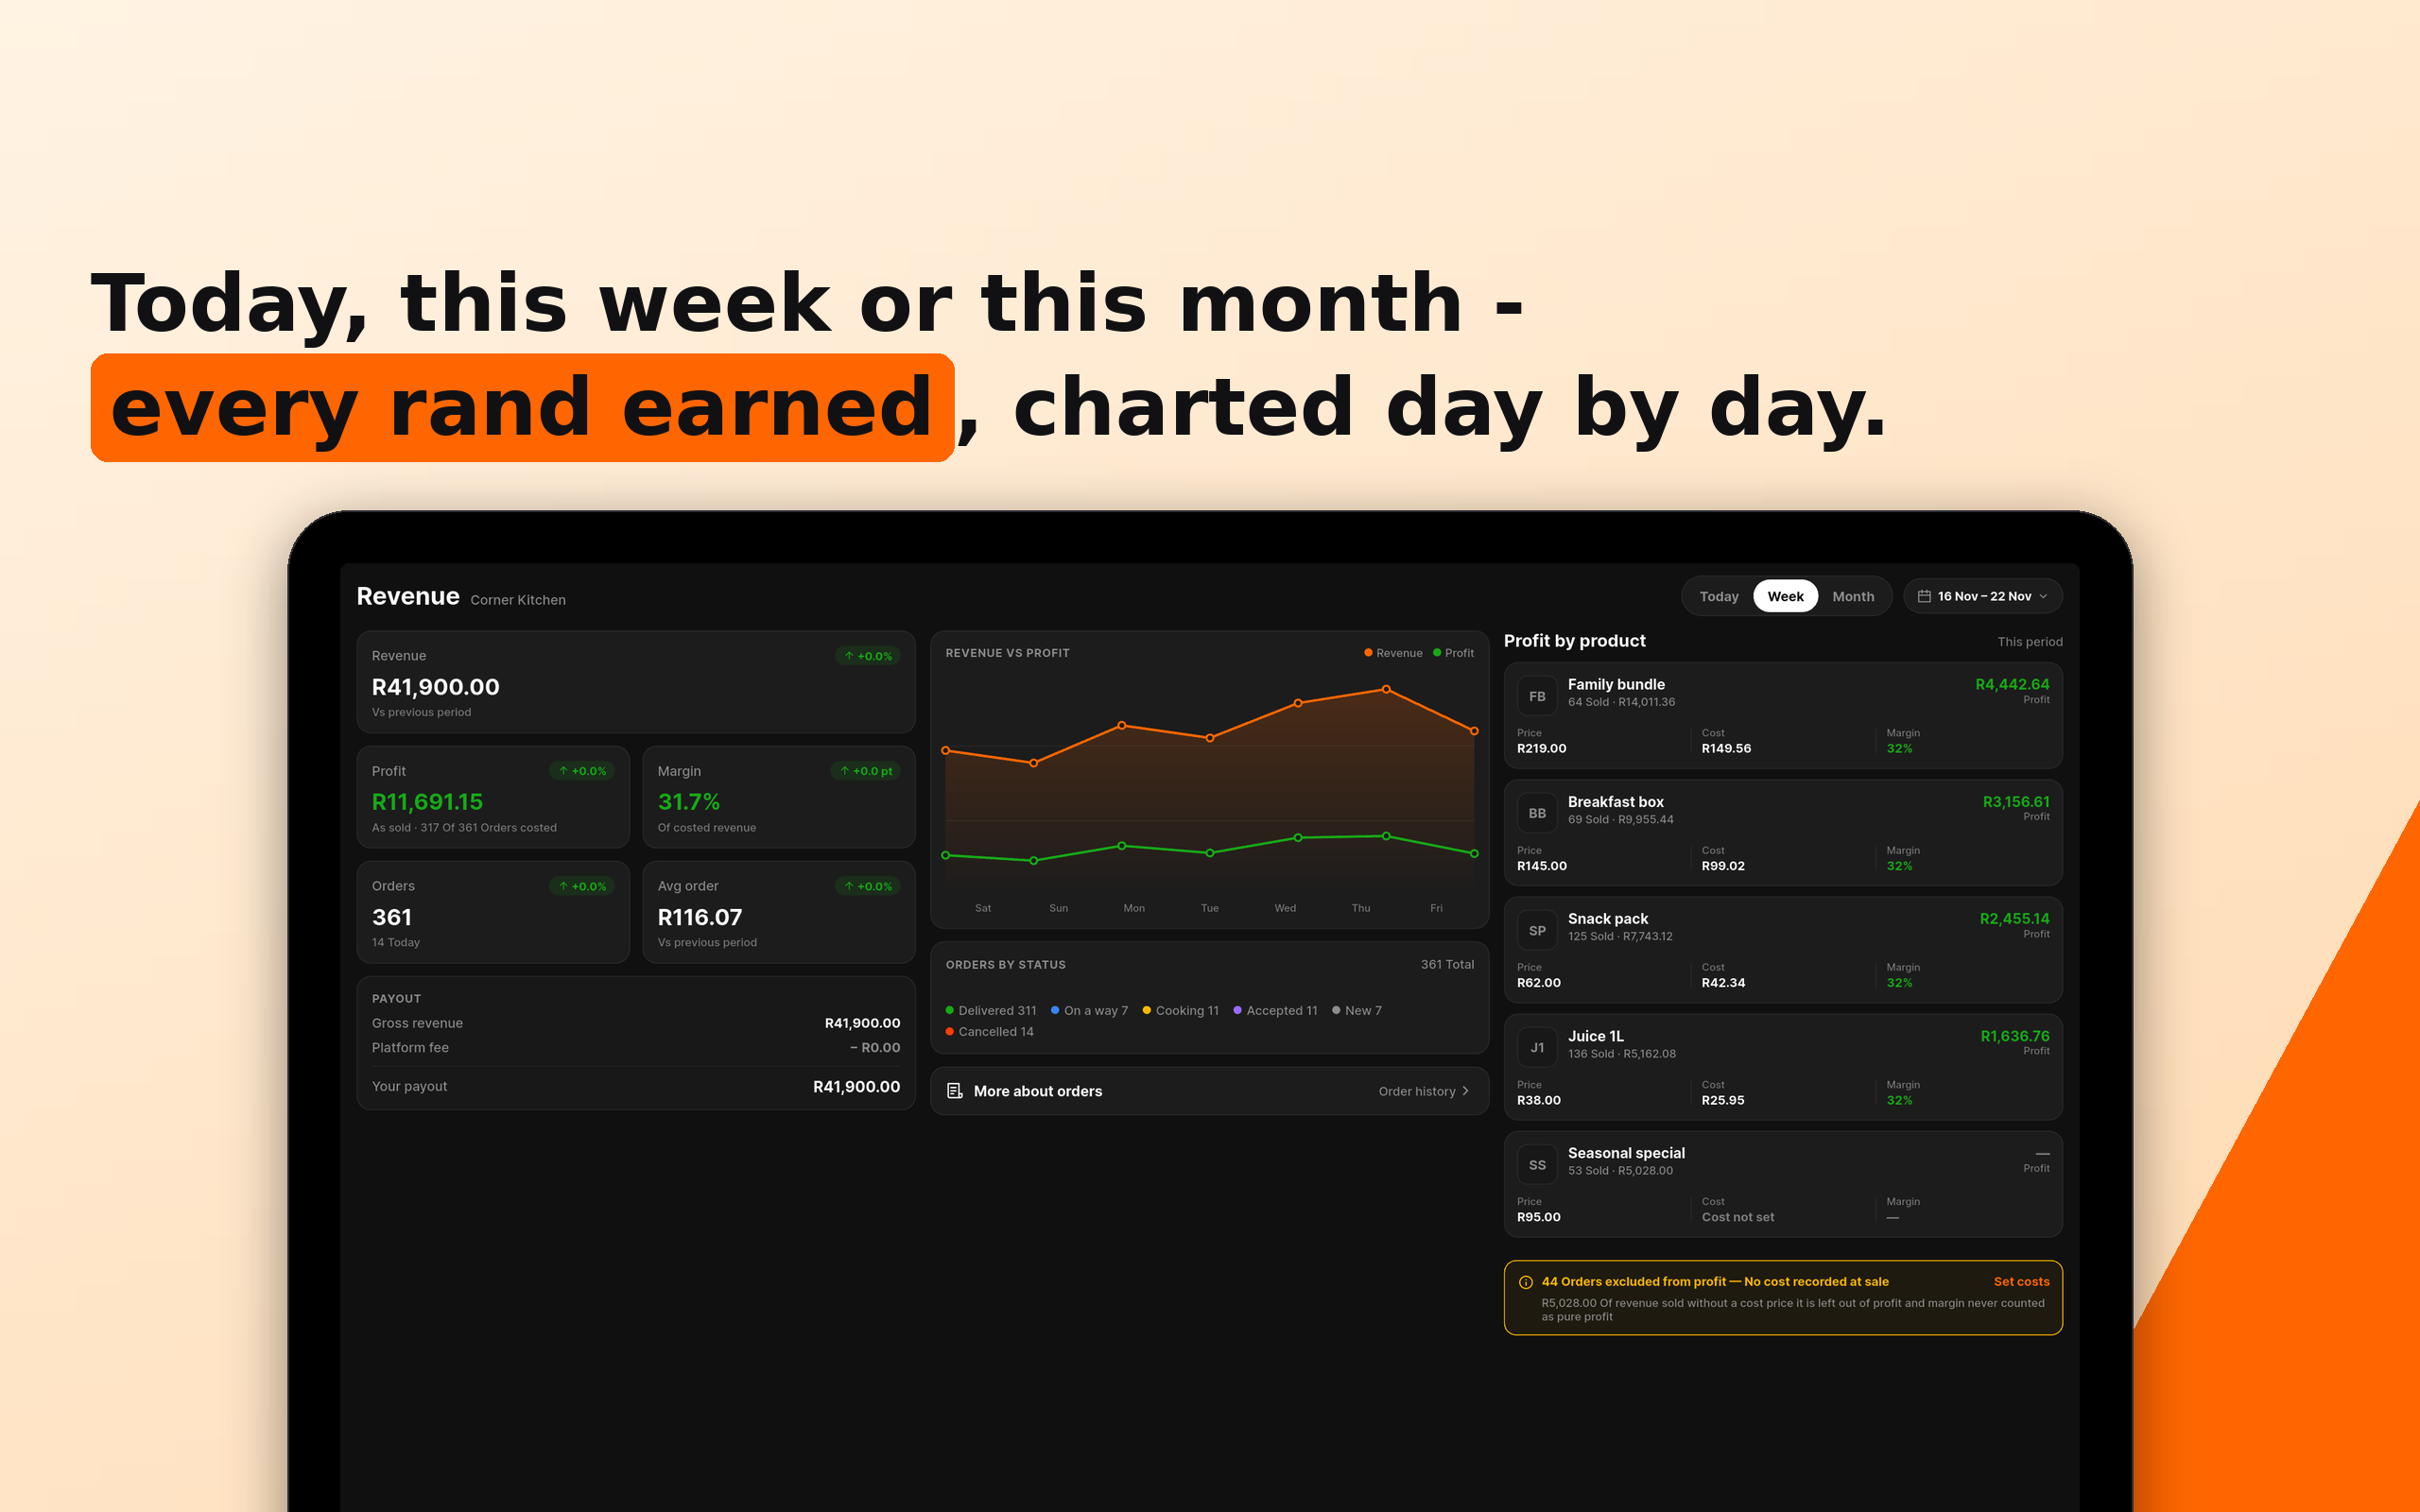 Today, this week or this month -
every rand earned, charted day by day.
Revenue Corner Kitchen
Today Week Month 16 Nov – 22 Nov
Revenue ↑ +0.0%
R41,900.00
Vs previous period
Profit ↑ +0.0%
R11,691.15
As sold · 317 Of 361 Orders costed
Margin ↑ +0.0 pt
31.7%
Of costed revenue
Orders ↑ +0.0%
361
14 Today
Avg order ↑ +0.0%
R116.07
Vs previous period
PAYOUT
Gross revenue R41,900.00
Platform fee – R0.00
Your payout R41,900.00
REVENUE VS PROFIT Revenue Profit
Sat Sun Mon Tue Wed Thu Fri
ORDERS BY STATUS 361 Total
Delivered 311 On a way 7 Cooking 11 Accepted 11 New 7
Cancelled 14
More about orders Order history
Profit by product This period
FB Family bundle R4,442.64
64 Sold · R14,011.36 Profit
Price Cost Margin
R219.00 R149.56 32%
BB Breakfast box R3,156.61
69 Sold · R9,955.44 Profit
Price Cost Margin
R145.00 R99.02 32%
SP Snack pack R2,455.14
125 Sold · R7,743.12 Profit
Price Cost Margin
R62.00 R42.34 32%
J1 Juice 1L R1,636.76
136 Sold · R5,162.08 Profit
Price Cost Margin
R38.00 R25.95 32%
SS Seasonal special —
53 Sold · R5,028.00 Profit
Price Cost Margin
R95.00 Cost not set —
44 Orders excluded from profit — No cost recorded at sale Set costs
R5,028.00 Of revenue sold without a cost price it is left out of profit and margin never counted
as pure profit